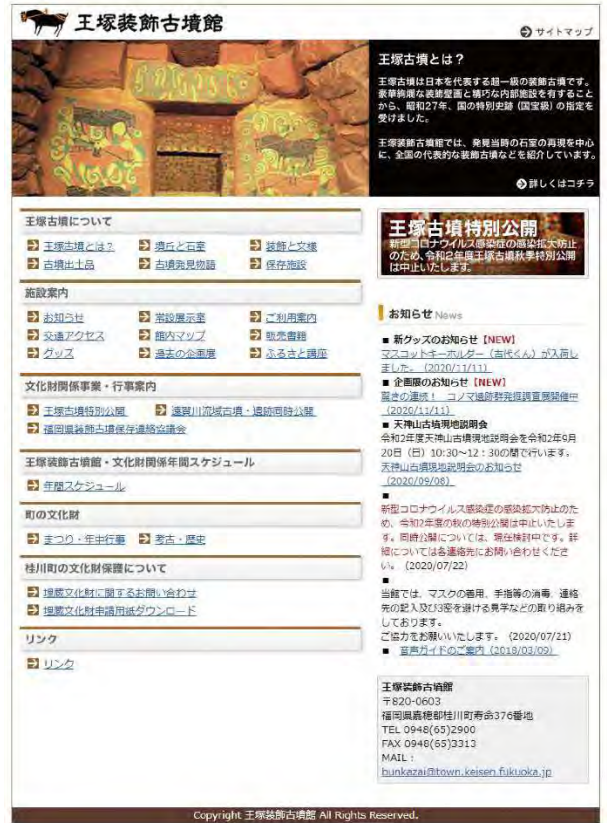 王塚装飾古墳館
サイトマップ
王塚古墳とは？
王塚古墳は日本を代表する超一級の装飾古墳です。
豪華絢爛な装飾壁画と精巧な内部施設を有すること
から、昭和27年、国の特別史跡（国宝級）の指定を
受けました。
王塚装飾古墳館では、発見当時の石室の再現を中心
に、全国の代表的な装飾古墳などを紹介しています。
詳しくはコチラ
王塚古墳について
王塚古墳とは？ 墳丘と石室 装飾と文様
古墳出土品 古墳発見物語 保存施設
施設案内
お知らせ 常設展示室 ご利用案内
交通アクセス 館内マップ 販売書籍
グッズ 過去の企画展 ふるさと講座
文化財関係事業・行事案内
王塚古墳特別公開 遠賀川流域古墳・遺跡同時公開
福岡県装飾古墳保存連絡協議会
王塚装飾古墳館・文化財関係年間スケジュール
年間スケジュール
町の文化財
まつり・年中行事 考古・歴史
桂川町の文化財保護について
埋蔵文化財に関するお問い合わせ
埋蔵文化財申請用紙ダウンロード
リンク
リンク
王塚古墳特別公開
新型コロナウイルス感染症の感染拡大防止
のため、令和2年度王塚古墳秋季特別公開
は中止いたします。
お知らせ News
■ 新グッズのお知らせ【NEW】
マスコットキーホルダー（古代くん）が入荷し
ました。（2020/11/11）
■ 企画展のお知らせ【NEW】
驚きの連続！ コノマ遺跡群発掘調査展開催中
（2020/11/11）
■ 天神山古墳現地説明会
令和2年度天神山古墳現地説明会を令和2年9月
20日（日）10:30～12：30の間で行います。
天神山古墳現地説明会のお知らせ
（2020/09/08）
■
新型コロナウイルス感染症の感染拡大防止のた
め、令和2年度の秋の特別公開は中止いたしま
す。同時公開については、現在検討中です。詳
細については各連絡先にお問い合わせくださ
い。（2020/07/22）
■
当館では、マスクの着用、手指等の消毒、連絡
先の記入及び3密を避ける見学などの取り組みを
しております。
ご協力をお願いいたします。（2020/07/21）
■ 音声ガイドのご案内（2018/03/09）
王塚装飾古墳館
〒820-0603
福岡県嘉穂郡桂川町寿命376番地
TEL 0948(65)2900
FAX 0948(65)3313
MAIL：
bunkazai@town.keisen.fukuoka.jp
Copyright 王塚装飾古墳館 All Rights Reserved.